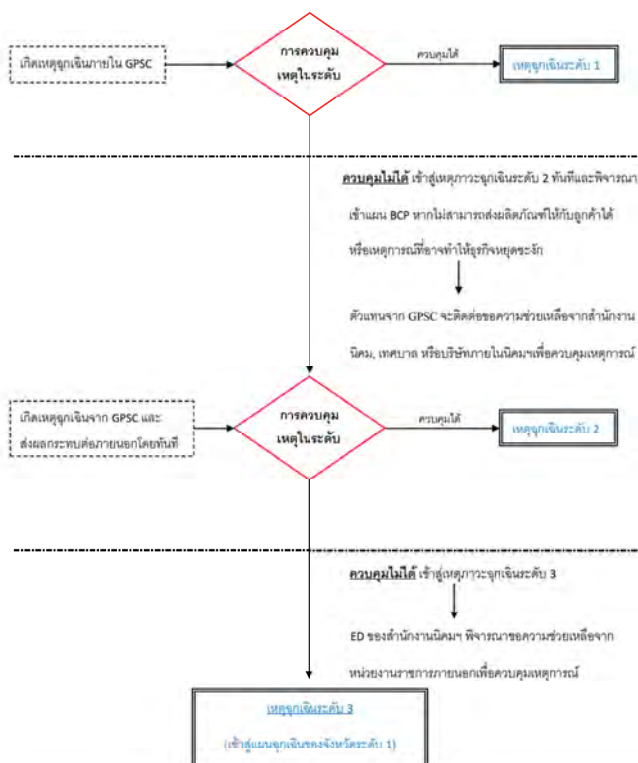 การควบคุม
เหตุในระดับ
ควบคุมได้
เกิดเหตุฉุกเฉินภายใน GPSC
เหตุฉุกเฉินระดับ 1
ควบคุมไม่ได้ เข้าสู่เหตุภาวะฉุกเฉินระดับ 2 ทันทีและพิจารณา
เข้าแผน BCP หากไม่สามารถส่งผลิตภัณฑ์ให้กับลูกค้าได้
หรือเหตุการณ์ที่อาจทำให้ธุรกิจหยุดชะงัก
ตัวแทนจาก GPSC จะติดต่อขอความช่วยเหลือจากสำนักงาน
นิคม, เทศบาล หรือบริษัทภายในนิคมฯเพื่อควบคุมเหตุการณ์
เกิดเหตุฉุกเฉินจาก GPSC และ
ส่งผลกระทบต่อภายนอกโดยทันที
การควบคุม
เหตุในระดับ
ควบคุมได้
เหตุฉุกเฉินระดับ 2
ควบคุมไม่ได้ เข้าสู่เหตุภาวะฉุกเฉินระดับ 3
ED ของสำนักงานนิคมฯ พิจารณาขอความช่วยเหลือจาก
หน่วยงานราชการภายนอกเพื่อควบคุมเหตุการณ์
เหตุฉุกเฉินระดับ 3
(เข้าสู่แผนฉุกเฉินของจังหวัดระดับ 1)